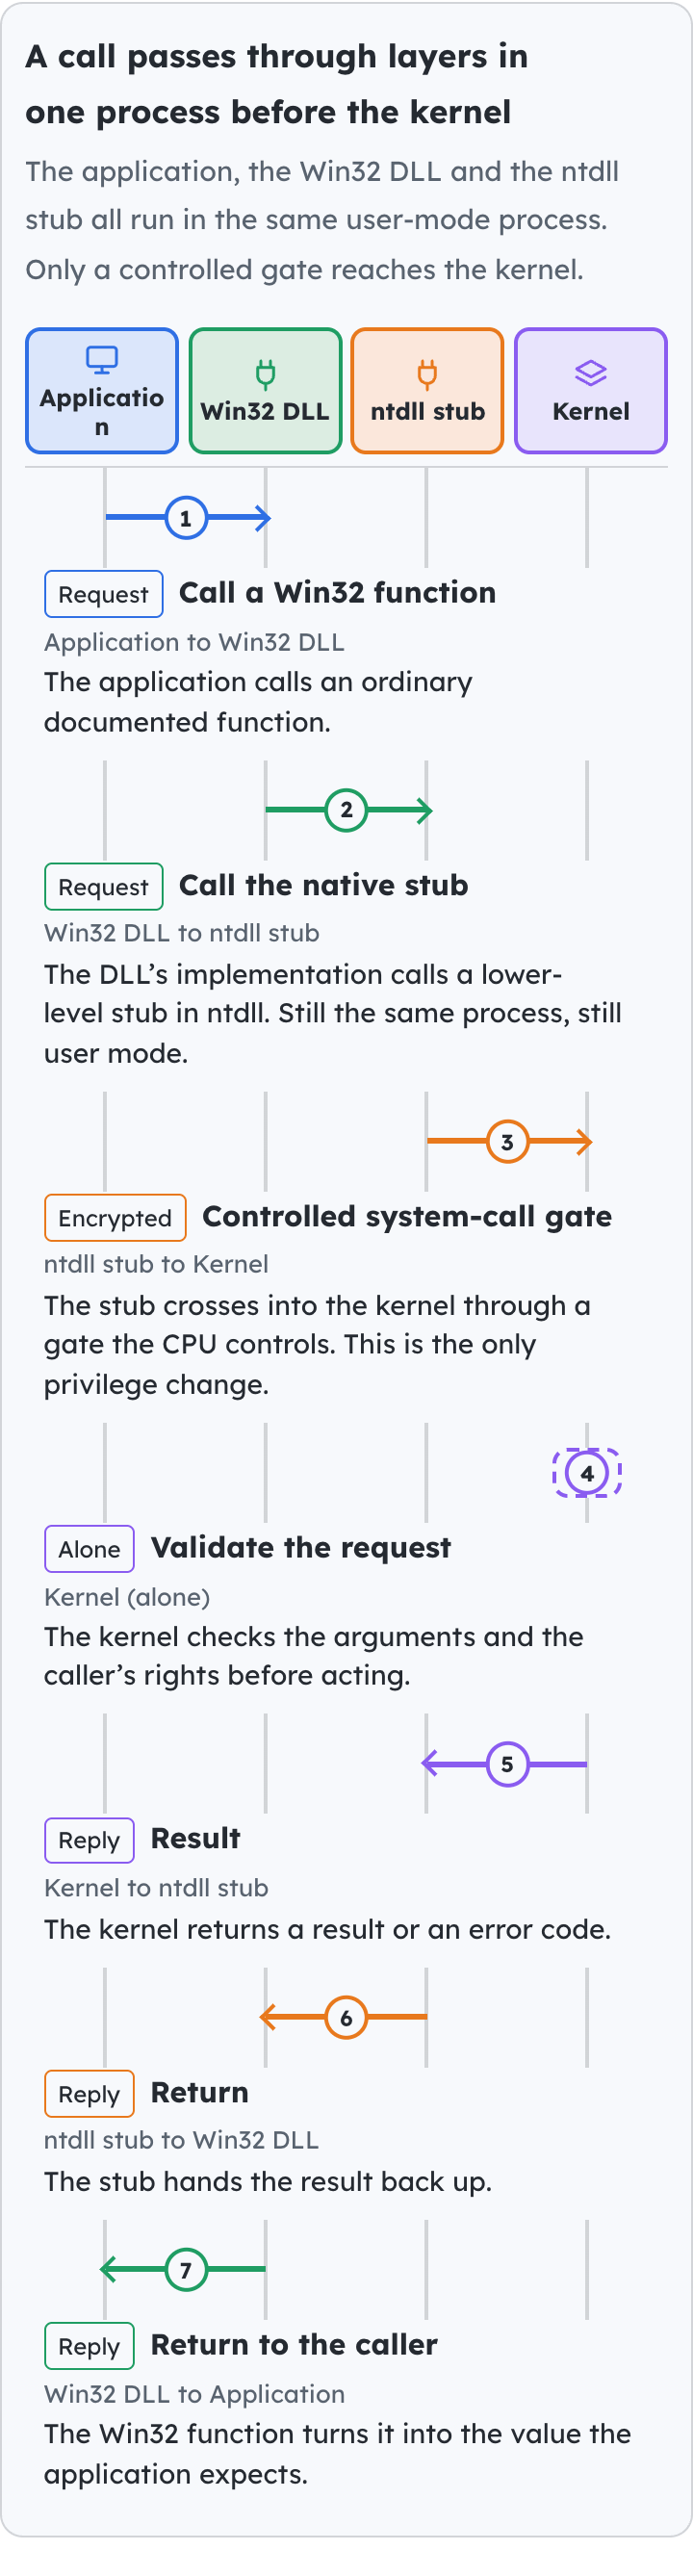 A call passes through layers in
one process before the kernel
The application, the Win32 DLL and the ntdll
stub all run in the same user-mode process.
Only a controlled gate reaches the kernel.
Applicatio
n
Win32 DLL
ntdll stub
Kernel
1
Request Call a Win32 function
Application to Win32 DLL
The application calls an ordinary
documented function.
2
Request Call the native stub
Win32 DLL to ntdll stub
The DLL’s implementation calls a lower-
level stub in ntdll. Still the same process, still
user mode.
3
Encrypted Controlled system-call gate
ntdll stub to Kernel
The stub crosses into the kernel through a
gate the CPU controls. This is the only
privilege change.
4
Alone Validate the request
Kernel (alone)
The kernel checks the arguments and the
caller’s rights before acting.
5
Reply Result
Kernel to ntdll stub
The kernel returns a result or an error code.
6
Reply Return
ntdll stub to Win32 DLL
The stub hands the result back up.
7
Reply Return to the caller
Win32 DLL to Application
The Win32 function turns it into the value the
application expects.